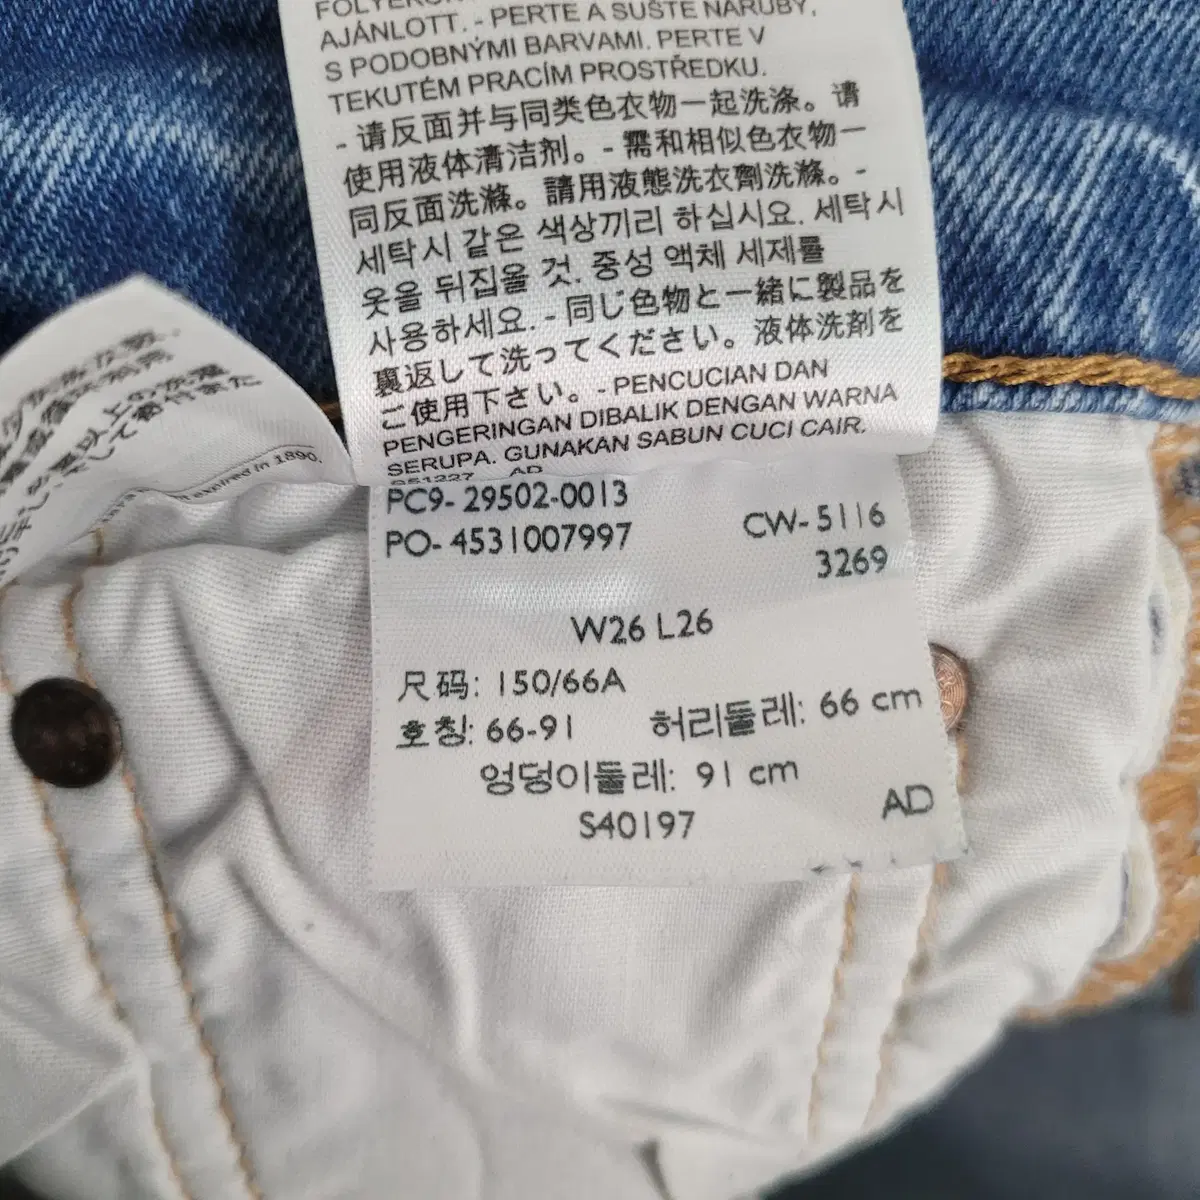 AJÁNLOTT. - PERTE A SUŠTE NARUBY,
S PODOBNÝMI BARVAMI. PERTE V
TEKUTÉM PRACÍM PROSTŘEDKU.
- 请反面并与同类色衣物一起洗涤。请
使用液体清洁剂。- 需和相似色衣物一
同反面洗滌。請用液態洗衣劑洗滌。-
세탁시 같은 색상끼리 하십시요. 세탁시
옷을 뒤집을 것. 중성 액체 세제를
사용하세요. - 同じ色物と一緒に製品を
裏返して洗ってください。液体洗剤を
ご使用下さい。- PENCUCIAN DAN
PENGERINGAN DIBALIK DENGAN WARNA
SERUPA. GUNAKAN SABUN CUCI CAIR.
AD
PC9- 29502-0013
PO- 4531007997
CW- 5116
3269
W26 L26
尺码: 150/66A
호칭: 66-91 허리둘레: 66 cm
엉덩이둘레: 91 cm
S40197
AD
expired in 1890.